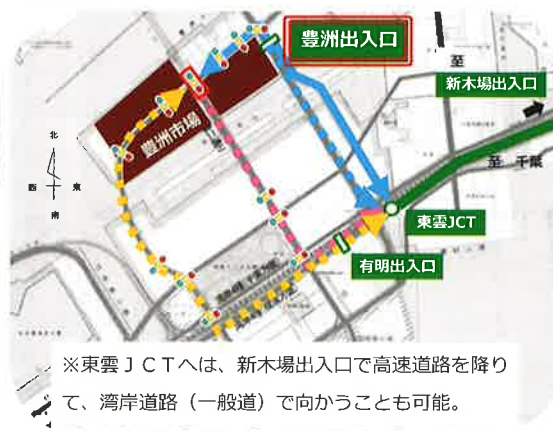 豊洲出入口
至
新木場出入口
北
西 東
南
豊洲市場
至 千葉
東雲JCT
有明出入口
※東雲JCTへは、新木場出入口で高速道路を降り
て、湾岸道路（一般道）で向かうことも可能。